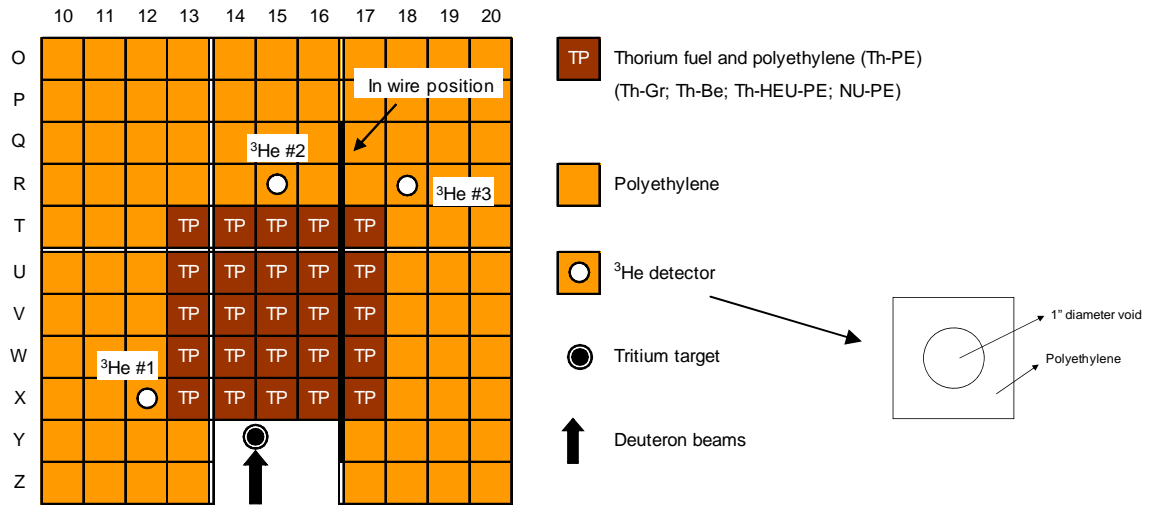 10 11 12 13 14 15 16 17 18 19 20
O
P
Q
R
T
U
V
W
X
Y
Z
In wire position
³He #2
³He #3
TP TP TP TP TP
TP TP TP TP TP
TP TP TP TP TP
TP TP TP TP TP
³He #1
TP TP TP TP TP
TP Thorium fuel and polyethylene (Th-PE)
(Th-Gr; Th-Be; Th-HEU-PE; NU-PE)
Polyethylene
³He detector
Tritium target
Deuteron beams
1” diameter void
Polyethylene